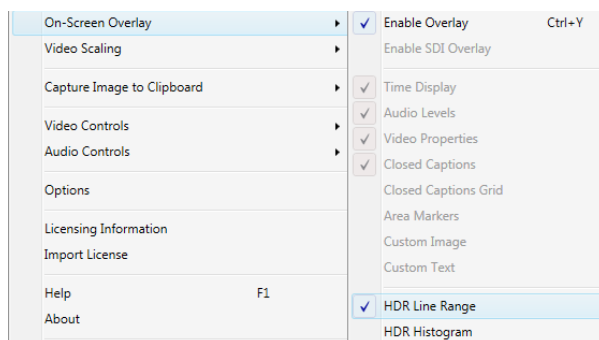 On-Screen Overlay
Video Scaling
Capture Image to Clipboard
Video Controls
Audio Controls
Options
Licensing Information
Import License
Help F1
About
Enable Overlay Ctrl+Y
Enable SDI Overlay
Time Display
Audio Levels
Video Properties
Closed Captions
Closed Captions Grid
Area Markers
Custom Image
Custom Text
HDR Line Range
HDR Histogram